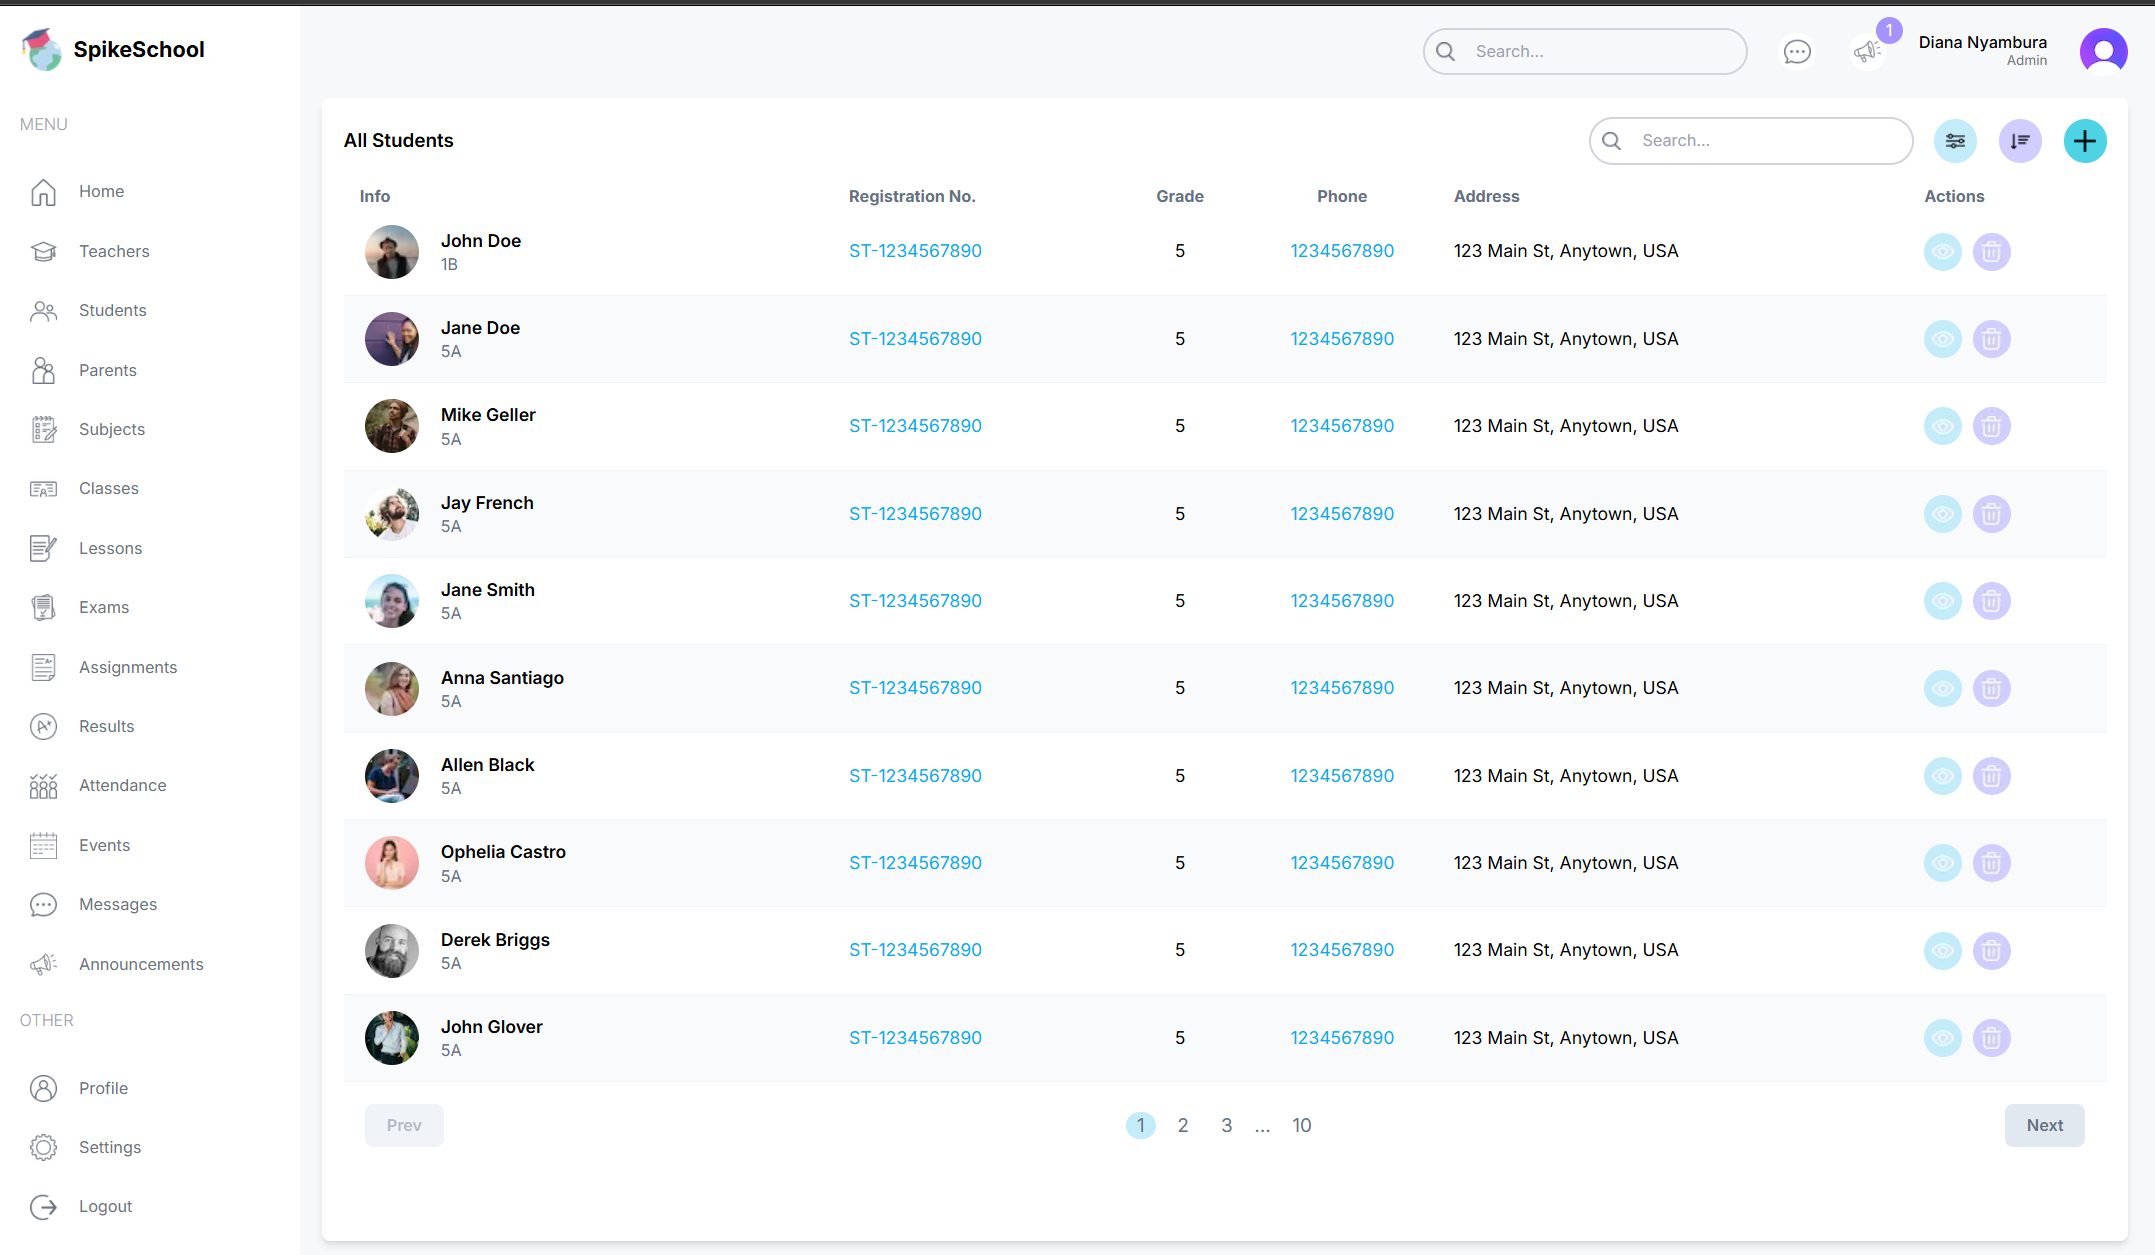 SpikeSchool
Search...
1
Diana Nyambura
Admin
MENU
Home
Teachers
Students
Parents
Subjects
Classes
Lessons
Exams
Assignments
Results
Attendance
Events
Messages
Announcements
OTHER
Profile
Settings
Logout
All Students
Search...
Info Registration No. Grade Phone Address Actions
John Doe
1B
ST-1234567890 5 1234567890 123 Main St, Anytown, USA
Jane Doe
5A
ST-1234567890 5 1234567890 123 Main St, Anytown, USA
Mike Geller
5A
ST-1234567890 5 1234567890 123 Main St, Anytown, USA
Jay French
5A
ST-1234567890 5 1234567890 123 Main St, Anytown, USA
Jane Smith
5A
ST-1234567890 5 1234567890 123 Main St, Anytown, USA
Anna Santiago
5A
ST-1234567890 5 1234567890 123 Main St, Anytown, USA
Allen Black
5A
ST-1234567890 5 1234567890 123 Main St, Anytown, USA
Ophelia Castro
5A
ST-1234567890 5 1234567890 123 Main St, Anytown, USA
Derek Briggs
5A
ST-1234567890 5 1234567890 123 Main St, Anytown, USA
John Glover
5A
ST-1234567890 5 1234567890 123 Main St, Anytown, USA
Prev 1 2 3 ... 10 Next